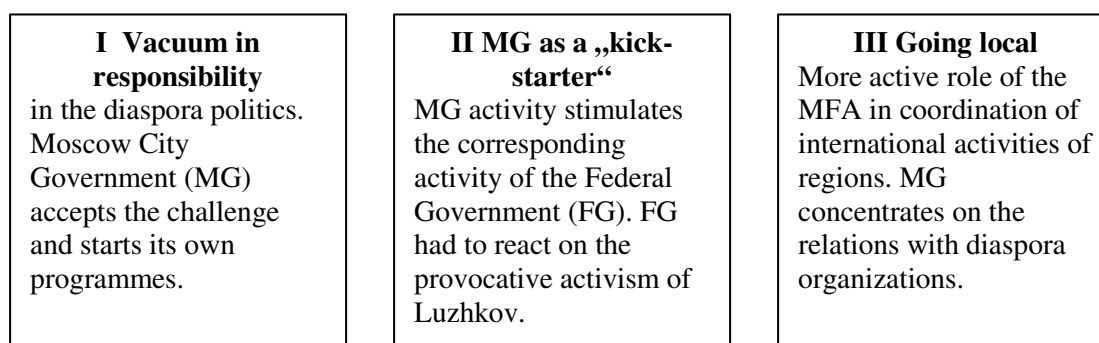 I Vacuum in
responsibility
in the diaspora politics.
Moscow City
Government (MG)
accepts the challenge
and starts its own
programmes.
II MG as a „kick-
starter“
MG activity stimulates
the corresponding
activity of the Federal
Government (FG). FG
had to react on the
provocative activism of
Luzhkov.
III Going local
More active role of the
MFA in coordination of
international activities of
regions. MG
concentrates on the
relations with diaspora
organizations.